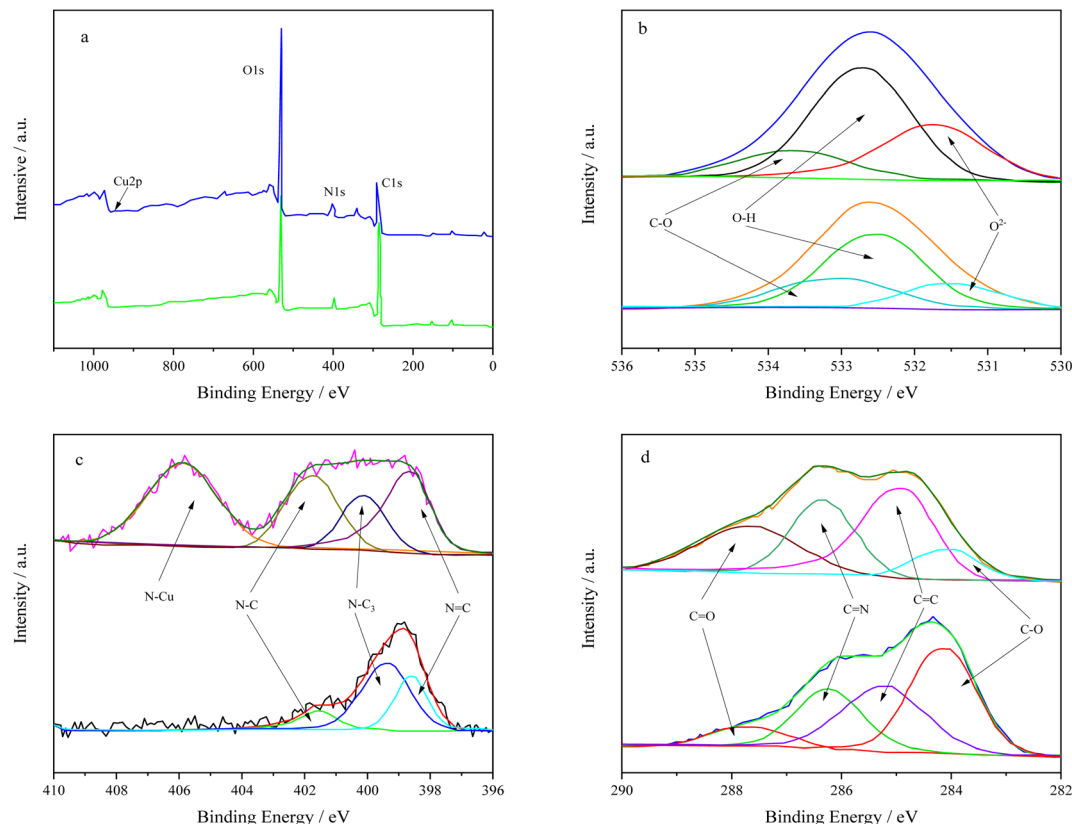 a
O1s
Cu2p
N1s
C1s
Intensive / a.u.
1000 800 600 400 200 0
Binding Energy / eV
b
C-O
O-H
O2-
Intensity / a.u.
536 535 534 533 532 531 530
Binding Energy / eV
c
N-Cu
N-C
N-C3
N=C
Intensity / a.u.
410 408 406 404 402 400 398 396
Binding Energy / eV
d
C=O
C=N
C=C
C-O
Intensity / a.u.
290 288 286 284 282
Binding Energy / eV